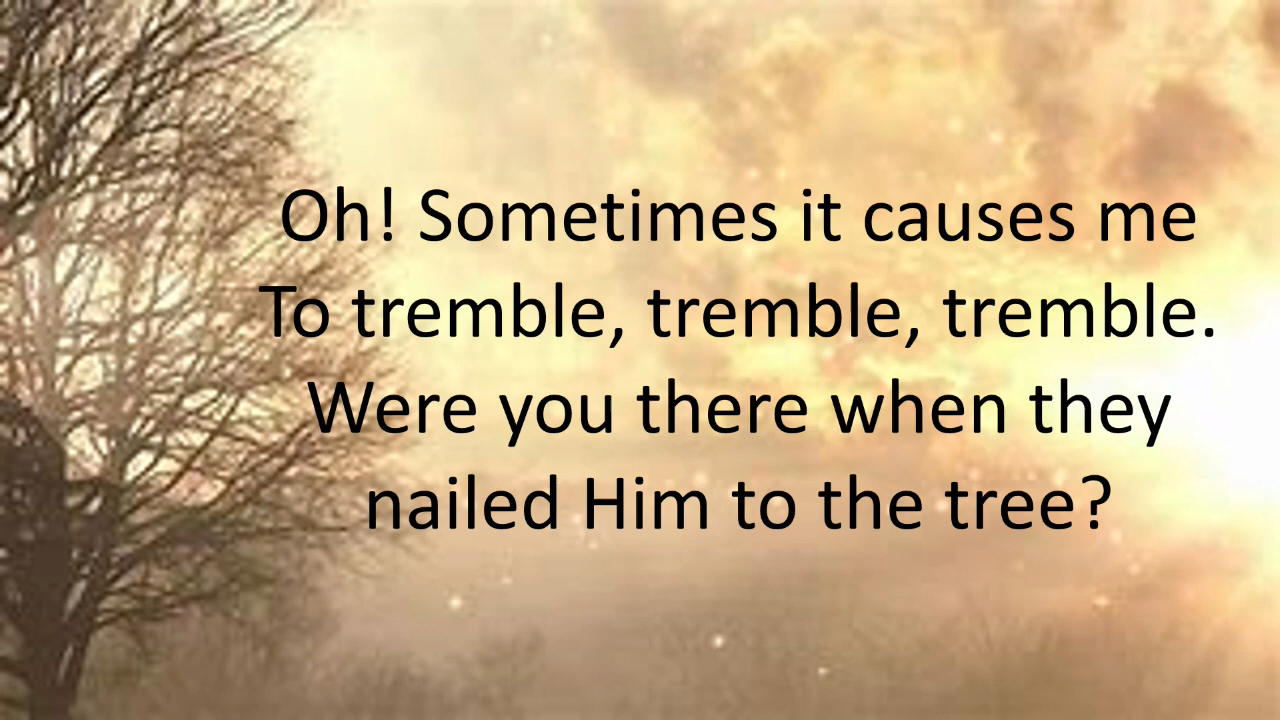 Oh! Sometimes it causes me
To tremble, tremble, tremble.
Were you there when they
nailed Him to the tree?